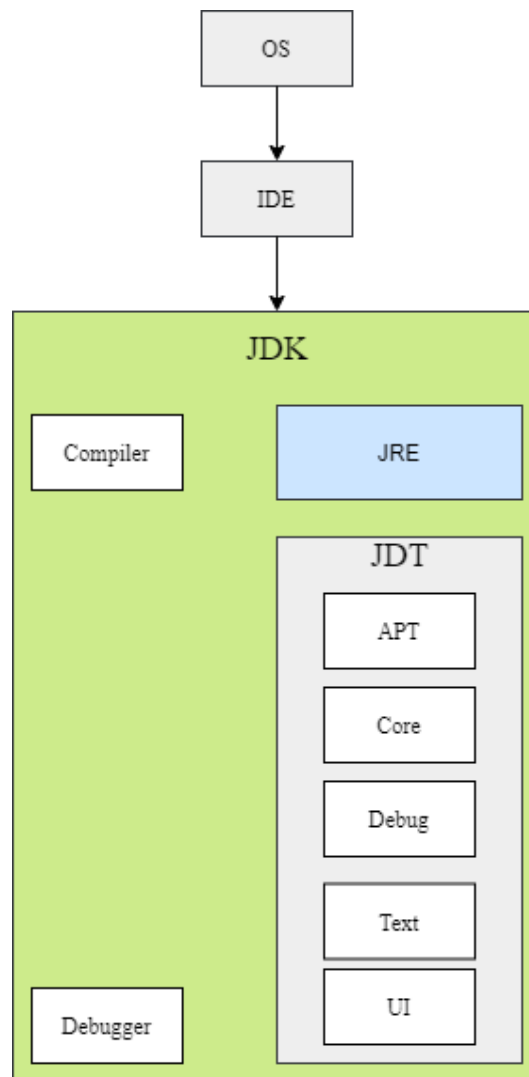 OS
IDE
JDK
Compiler
JRE
JDT
APT
Core
Debug
Text
UI
Debugger